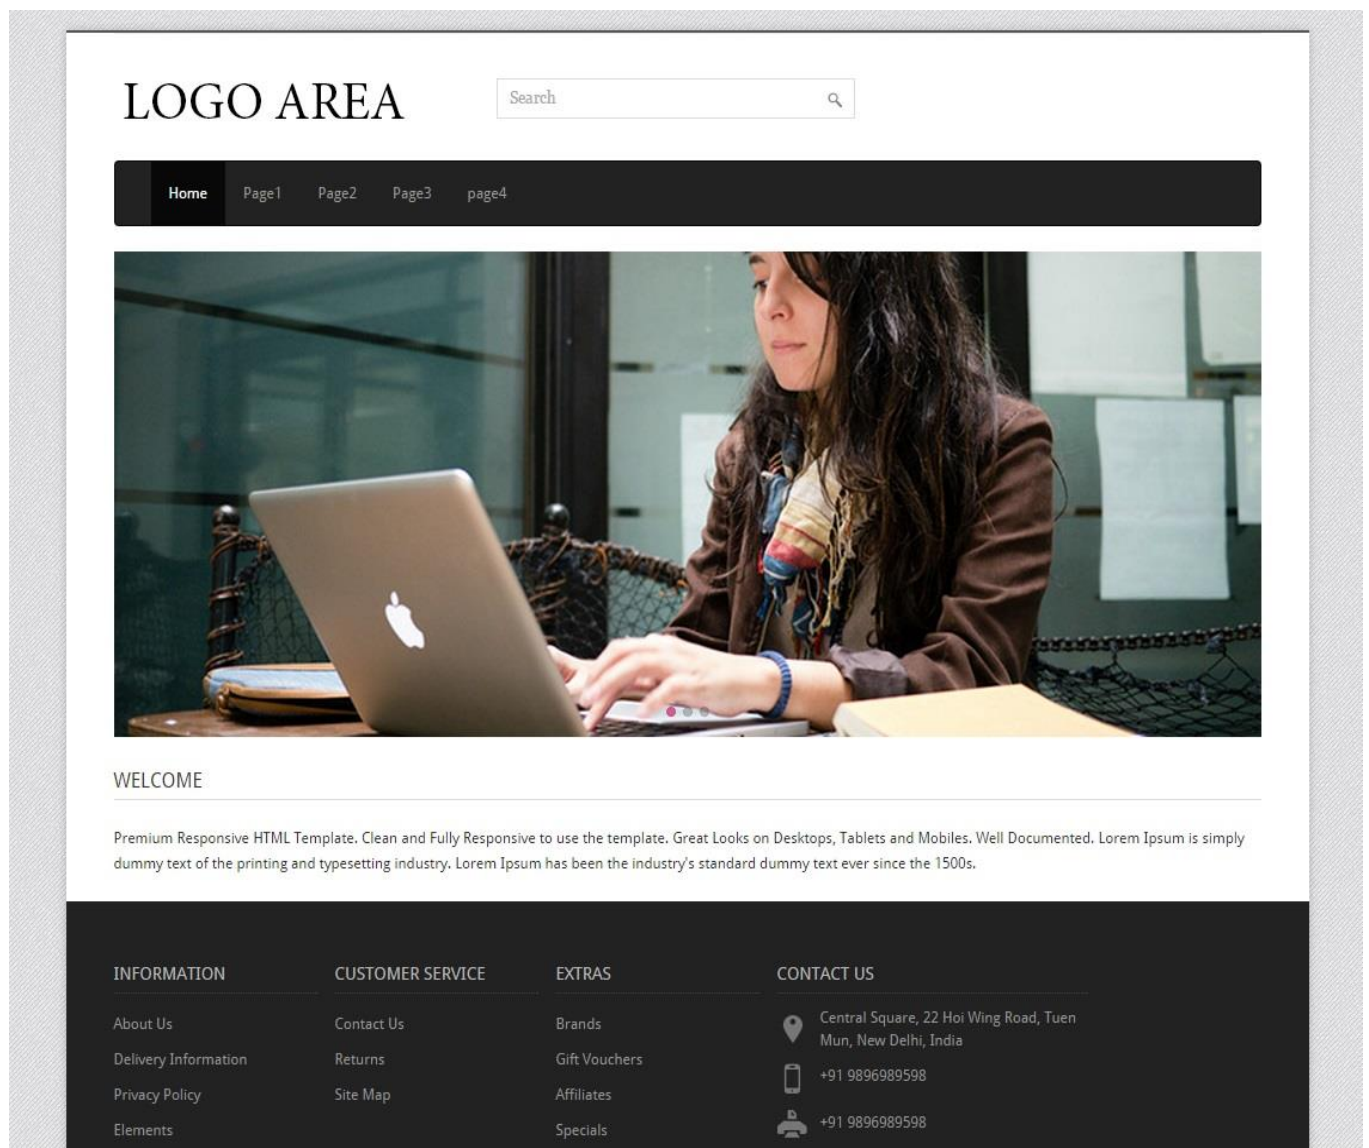 LOGO AREA
Search
Home Page1 Page2 Page3 page4
WELCOME
Premium Responsive HTML Template. Clean and Fully Responsive to use the template. Great Looks on Desktops, Tablets and Mobiles. Well Documented. Lorem Ipsum is simply
dummy text of the printing and typesetting industry. Lorem Ipsum has been the industry's standard dummy text ever since the 1500s.
INFORMATION
About Us
Delivery Information
Privacy Policy
Elements
CUSTOMER SERVICE
Contact Us
Returns
Site Map
EXTRAS
Brands
Gift Vouchers
Affiliates
Specials
CONTACT US
Central Square, 22 Hoi Wing Road, Tuen
Mun, New Delhi, India
+91 9896989598
+91 9896989598